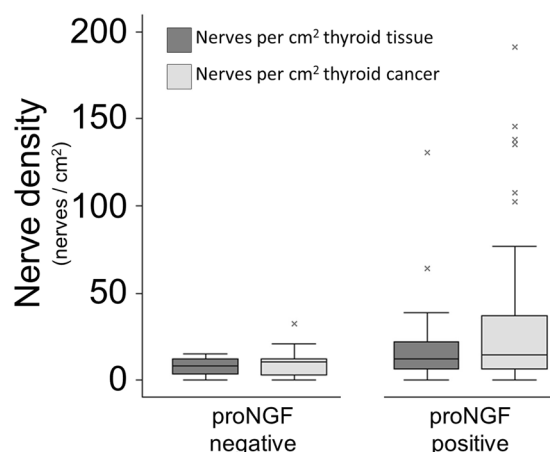 Nerves per cm² thyroid tissue
Nerves per cm² thyroid cancer
Nerve density
(nerves / cm²)
200
150
100
50
0
proNGF
negative
proNGF
positive